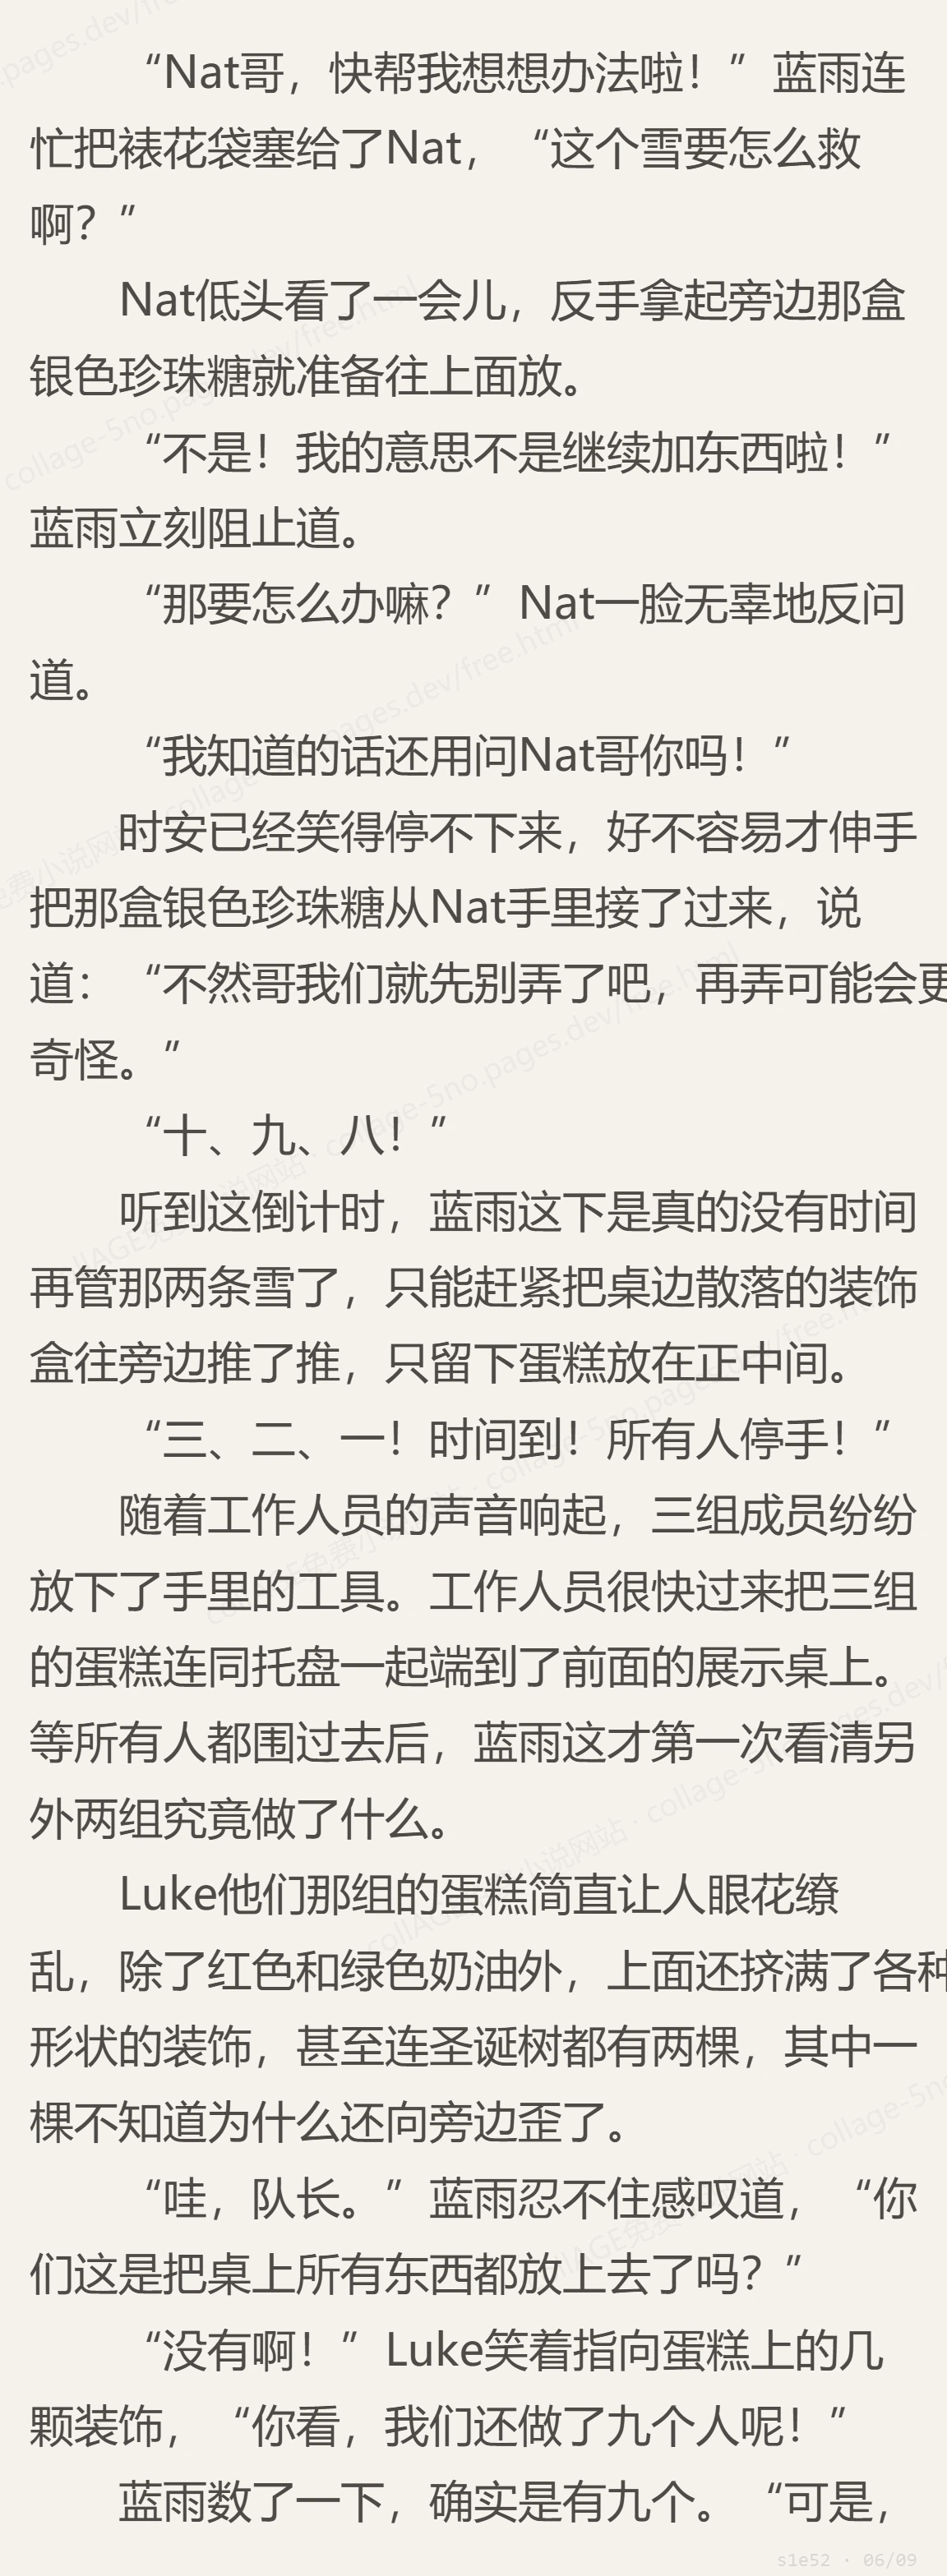 “Nat哥，快帮我想想办法啦！”蓝雨连
忙把裱花袋塞给了Nat，“这个雪要怎么救
啊？”
Nat低头看了一会儿，反手拿起旁边那盒
银色珍珠糖就准备往上面放。
“不是！我的意思不是继续加东西啦！”
蓝雨立刻阻止道。
“那要怎么办嘛？”Nat一脸无辜地反问
道。
“我知道的话还用问Nat哥你吗！”
时安已经笑得停不下来，好不容易才伸手
把那盒银色珍珠糖从Nat手里接了过来，说
道：“不然哥我们就先别弄了吧，再弄可能会更
奇怪。”
“十、九、八！”
听到这倒计时，蓝雨这下是真的没有时间
再管那两条雪了，只能赶紧把桌边散落的装饰
盒往旁边推了推，只留下蛋糕放在正中间。
“三、二、一！时间到！所有人停手！”
随着工作人员的声音响起，三组成员纷纷
放下了手里的工具。工作人员很快过来把三组
的蛋糕连同托盘一起端到了前面的展示桌上。
等所有人都围过去后，蓝雨这才第一次看清另
外两组究竟做了什么。
Luke他们那组的蛋糕简直让人眼花缭
乱，除了红色和绿色奶油外，上面还挤满了各种
形状的装饰，甚至连圣诞树都有两棵，其中一
棵不知道为什么还向旁边歪了。
“哇，队长。”蓝雨忍不住感叹道，“你
们这是把桌上所有东西都放上去了吗？”
“没有啊！”Luke笑着指向蛋糕上的几
颗装饰，“你看，我们还做了九个人呢！”
蓝雨数了一下，确实是有九个。“可是，
s1e52 · 06/09